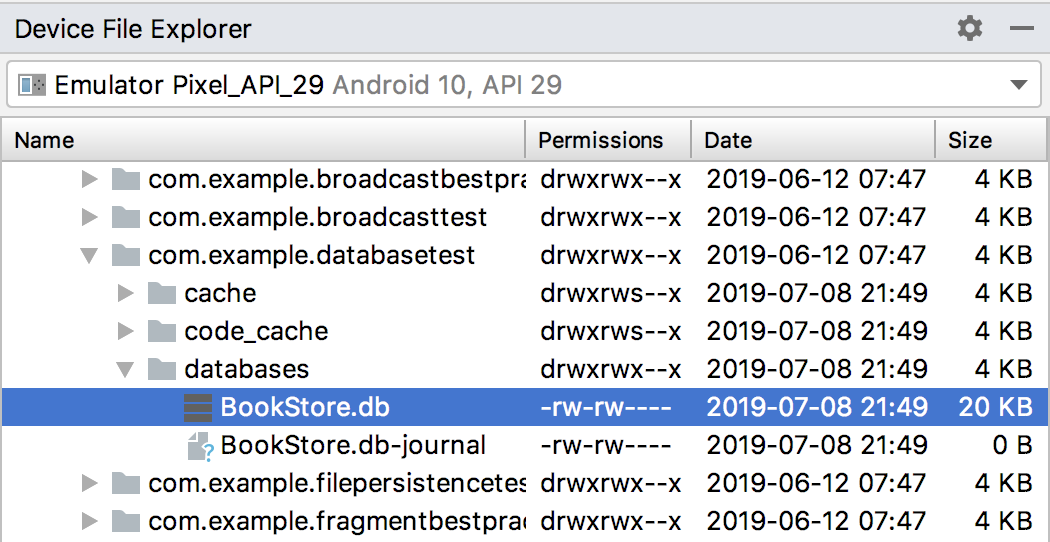 Device File Explorer
Emulator Pixel_API_29 Android 10, API 29
Name Permissions Date Size
com.example.broadcastbestpra drwxrwx--x 2019-06-12 07:47 4 KB
com.example.broadcasttest drwxrwx--x 2019-06-12 07:47 4 KB
com.example.databasetest drwxrwx--x 2019-06-12 07:47 4 KB
cache drwxrws--x 2019-07-08 21:49 4 KB
code_cache drwxrws--x 2019-07-08 21:49 4 KB
databases drwxrwx--x 2019-07-08 21:49 4 KB
BookStore.db -rw-rw---- 2019-07-08 21:49 20 KB
BookStore.db-journal -rw-rw---- 2019-07-08 21:49 0 B
com.example.filepersistencetes drwxrwx--x 2019-06-12 07:47 4 KB
com.example.fragmentbestprac drwxrwx--x 2019-06-12 07:47 4 KB